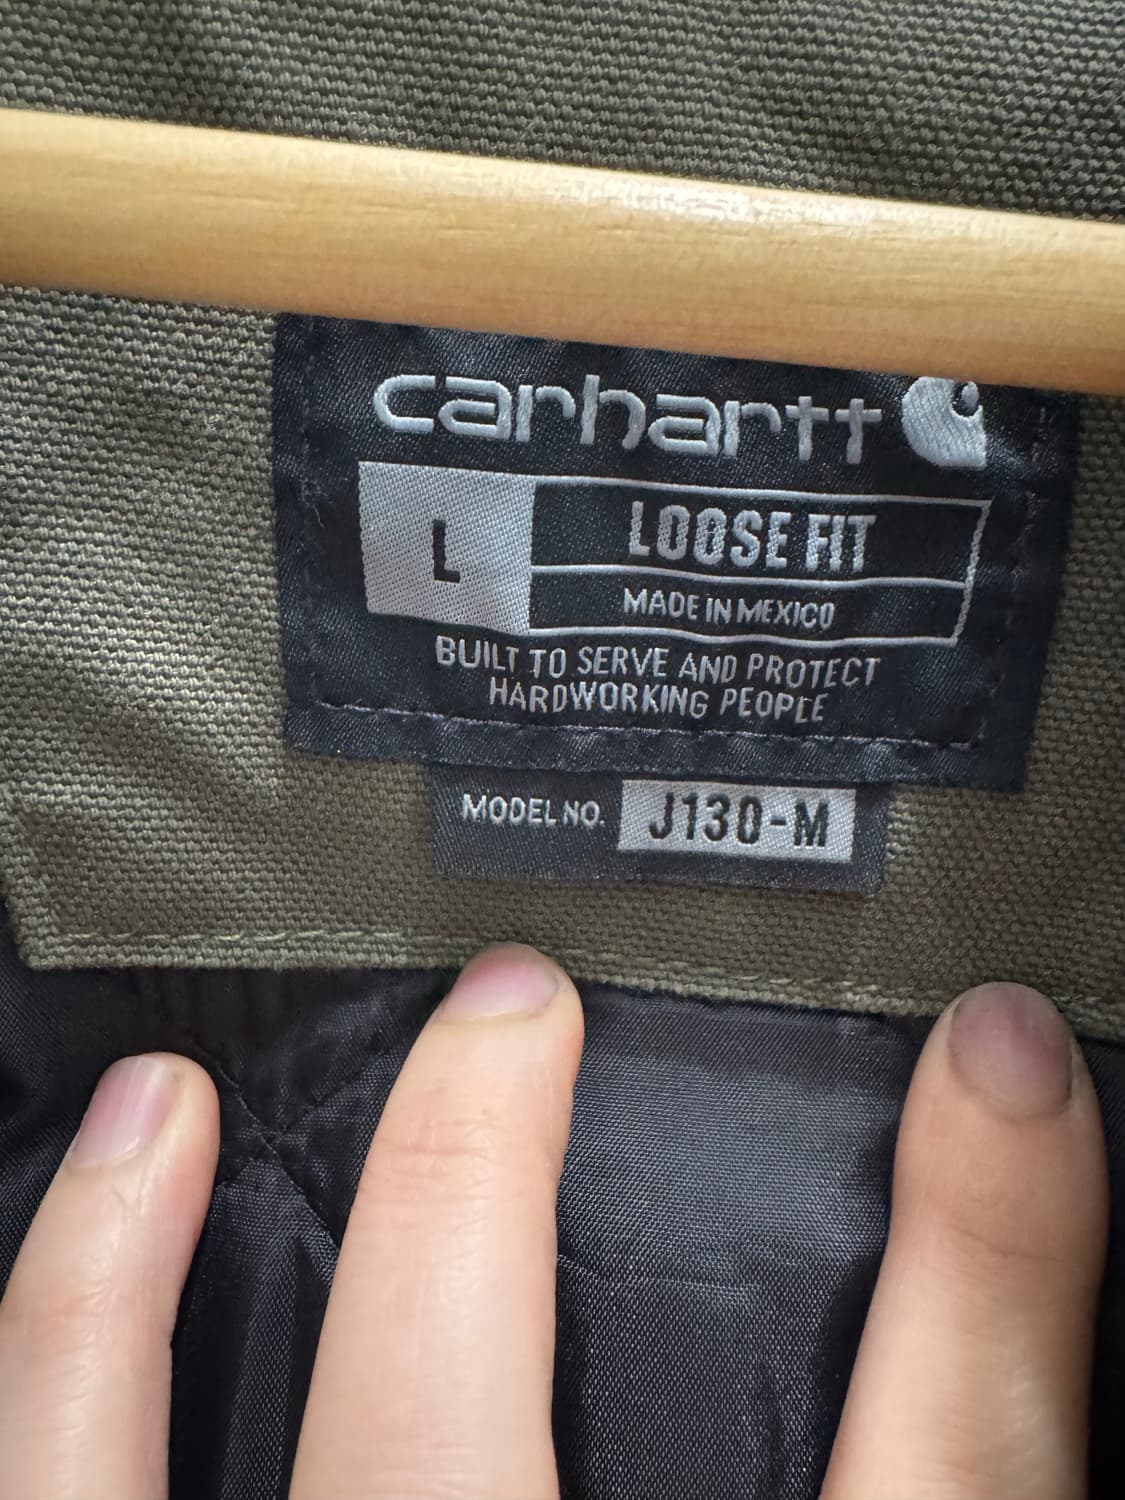 carhartt
L LOOSE FIT
MADE IN MEXICO
BUILT TO SERVE AND PROTECT
HARDWORKING PEOPLE
MODEL NO. J130-M